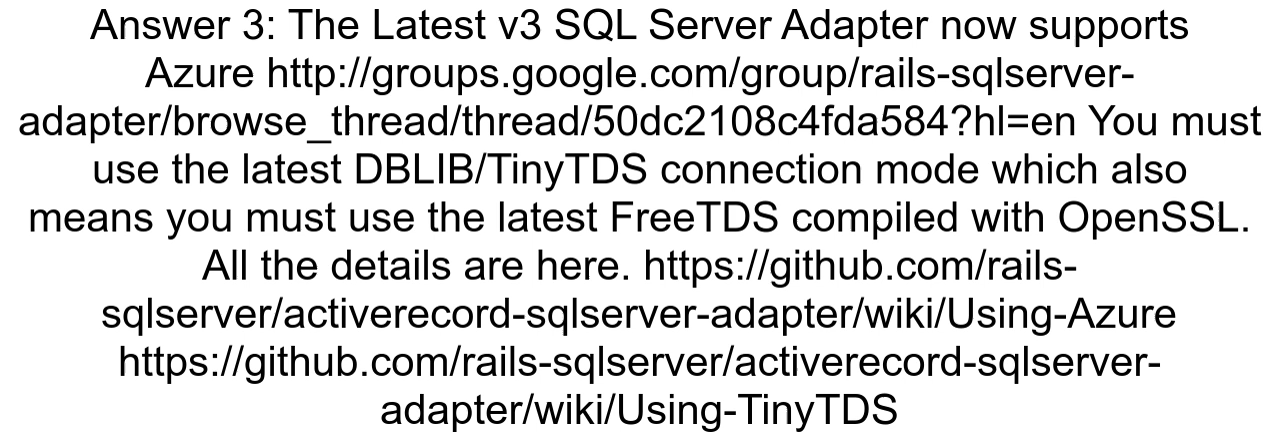 Answer 3: The Latest v3 SQL Server Adapter now supports
Azure http://groups.google.com/group/rails-sqlserver-
adapter/browse_thread/thread/50dc2108c4fda584?hl=en You must
use the latest DBLIB/TinyTDS connection mode which also
means you must use the latest FreeTDS compiled with OpenSSL.
All the details are here. https://github.com/rails-
sqlserver/activerecord-sqlserver-adapter/wiki/Using-Azure
https://github.com/rails-sqlserver/activerecord-sqlserver-
adapter/wiki/Using-TinyTDS